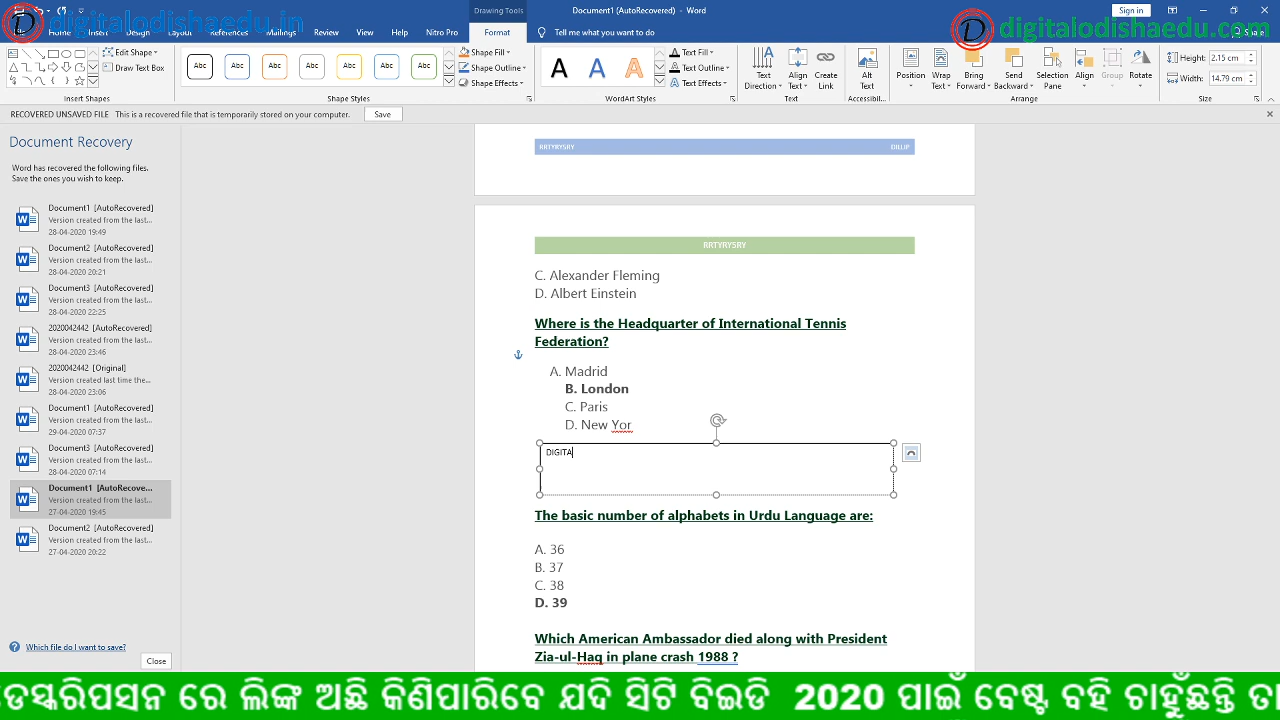 digitalodishaedu.in
Drawing Tools
Document1 (AutoRecovered) - Word
Sign in
digitalodishaedu.com
References Mailings Review View Help Nitro Pro Format Tell me what you want to do
Edit Shape
Draw Text Box
Insert Shapes
Abc Abc Abc Abc Abc Abc Abc
Shape Fill
Shape Outline
Shape Effects
Shape Styles
A A A
Text Fill
Text Outline
Text Effects
WordArt Styles
Text Direction
Align Text
Create Link
Text
Alt Text
Accessibil...
Position
Wrap Text
Bring Forward
Send Backward
Selection Pane
Align
Group
Rotate
Arrange
Height: 2.15 cm
Width: 14.79 cm
Size
RECOVERED UNSAVED FILE This is a recovered file that is temporarily stored on your computer. Save
Document Recovery
Word has recovered the following files.
Save the ones you wish to keep.
Document1 [AutoRecovered]
Version created from the last...
28-04-2020 19:49
Document2 [AutoRecovered]
Version created from the last...
28-04-2020 20:21
Document3 [AutoRecovered]
Version created from the last...
28-04-2020 22:25
2020042442 [AutoRecovered]
Version created from the last...
28-04-2020 23:46
2020042442 [Original]
Version created last time the...
28-04-2020 23:06
Document1 [AutoRecovered]
Version created from the last...
29-04-2020 07:37
Document3 [AutoRecovered]
Version created from the last...
28-04-2020 07:14
Document1 [AutoRecove...
Version created from the last...
27-04-2020 19:45
Document2 [AutoRecovered]
Version created from the last...
27-04-2020 20:22
Which file do I want to save?
Close
RRTYRYSRY DILLIP
RRTYRYSRY
C. Alexander Fleming
D. Albert Einstein
Where is the Headquarter of International Tennis
Federation?
A. Madrid
B. London
C. Paris
D. New Yor
DIGITA
The basic number of alphabets in Urdu Language are:
A. 36
B. 37
C. 38
D. 39
Which American Ambassador died along with President
Zia-ul-Haq in plane crash 1988 ?
ଡେସ୍କରିପସନ ରେ ଲିଙ୍କ ଅଛି କିଣିପାରିବେ ଯଦି ସିଟି ବିଇଡି 2020 ପାଇଁ ବେଷ୍ଟ ବହି ଚାହୁଁଛନ୍ତି